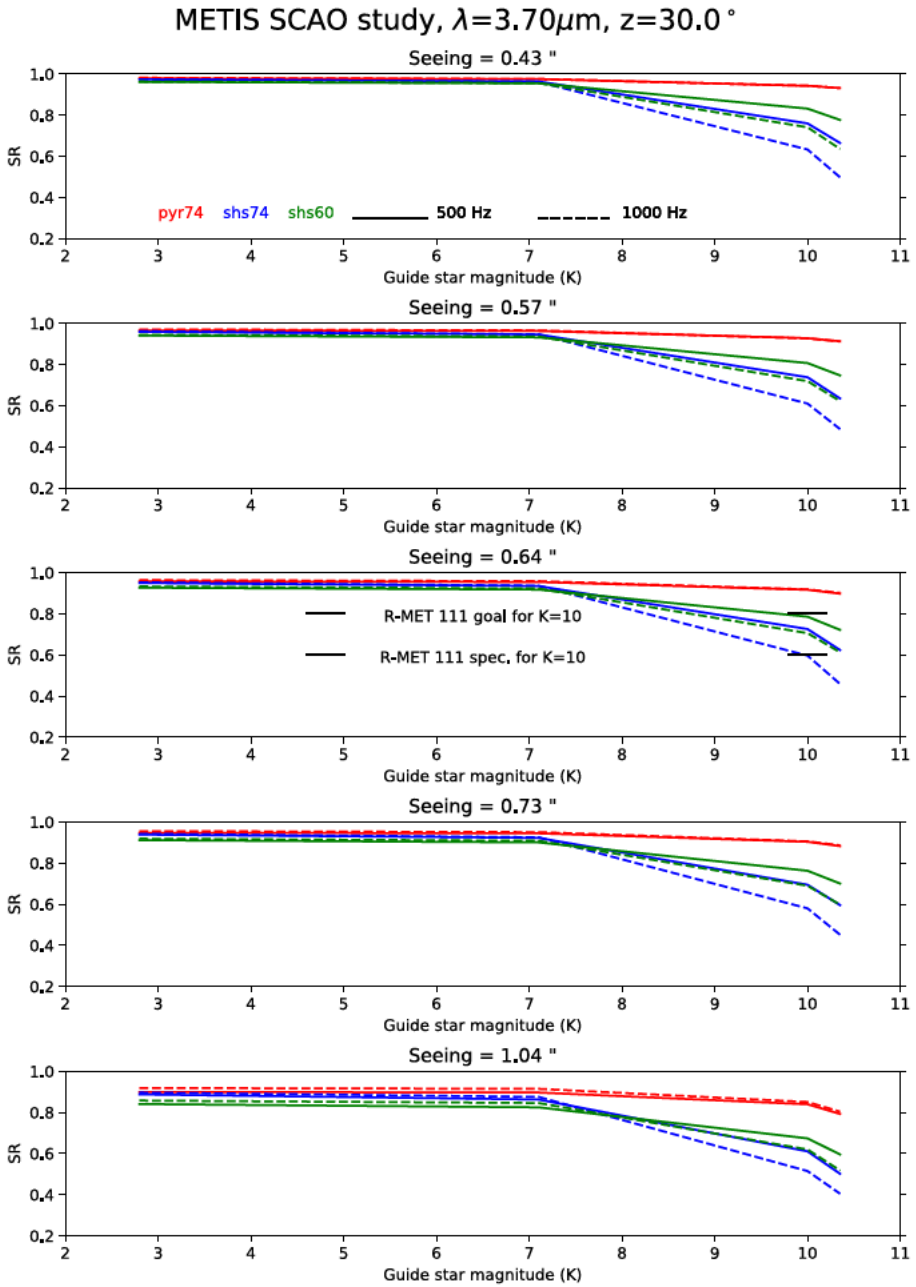 METIS SCAO study, λ=3.70μm, z=30.0°
Seeing = 0.43 "
1.0
0.8
0.6
0.4
0.2
SR
pyr74 shs74 shs60 500 Hz 1000 Hz
2 3 4 5 6 7 8 9 10 11
Guide star magnitude (K)
Seeing = 0.57 "
1.0
0.8
0.6
0.4
0.2
SR
2 3 4 5 6 7 8 9 10 11
Guide star magnitude (K)
Seeing = 0.64 "
1.0
0.8
0.6
0.4
0.2
SR
R-MET 111 goal for K=10
R-MET 111 spec. for K=10
2 3 4 5 6 7 8 9 10 11
Guide star magnitude (K)
Seeing = 0.73 "
1.0
0.8
0.6
0.4
0.2
SR
2 3 4 5 6 7 8 9 10 11
Guide star magnitude (K)
Seeing = 1.04 "
1.0
0.8
0.6
0.4
0.2
SR
2 3 4 5 6 7 8 9 10 11
Guide star magnitude (K)